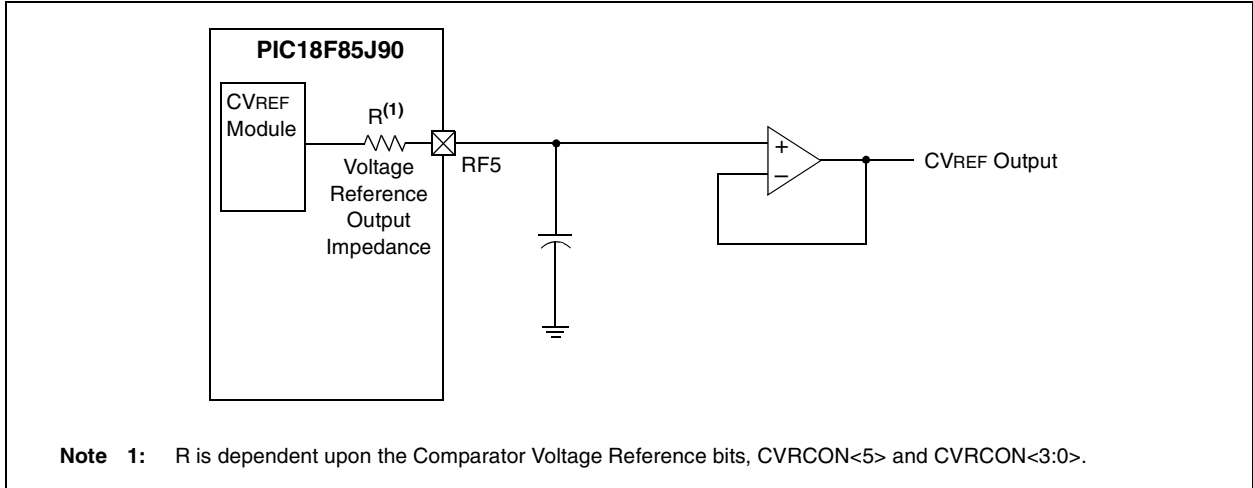 PIC18F85J90
CVREF
Module
R(1)
Voltage
Reference
Output
Impedance
RF5
+
–
CVREF Output
Note 1: R is dependent upon the Comparator Voltage Reference bits, CVRCON<5> and CVRCON<3:0>.